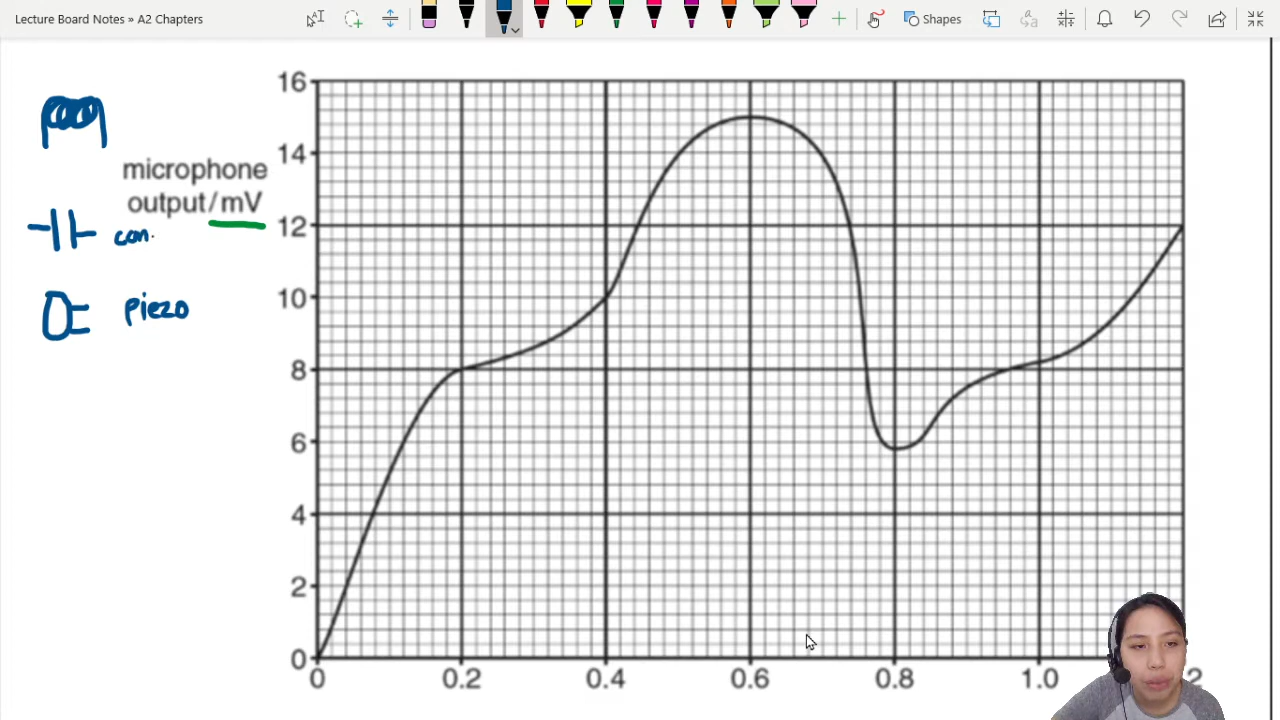 Lecture Board Notes » A2 Chapters
Shapes
microphone
output/mV
con.
piezo
16
14
12
10
8
6
4
2
0
0 0.2 0.4 0.6 0.8 1.0 2